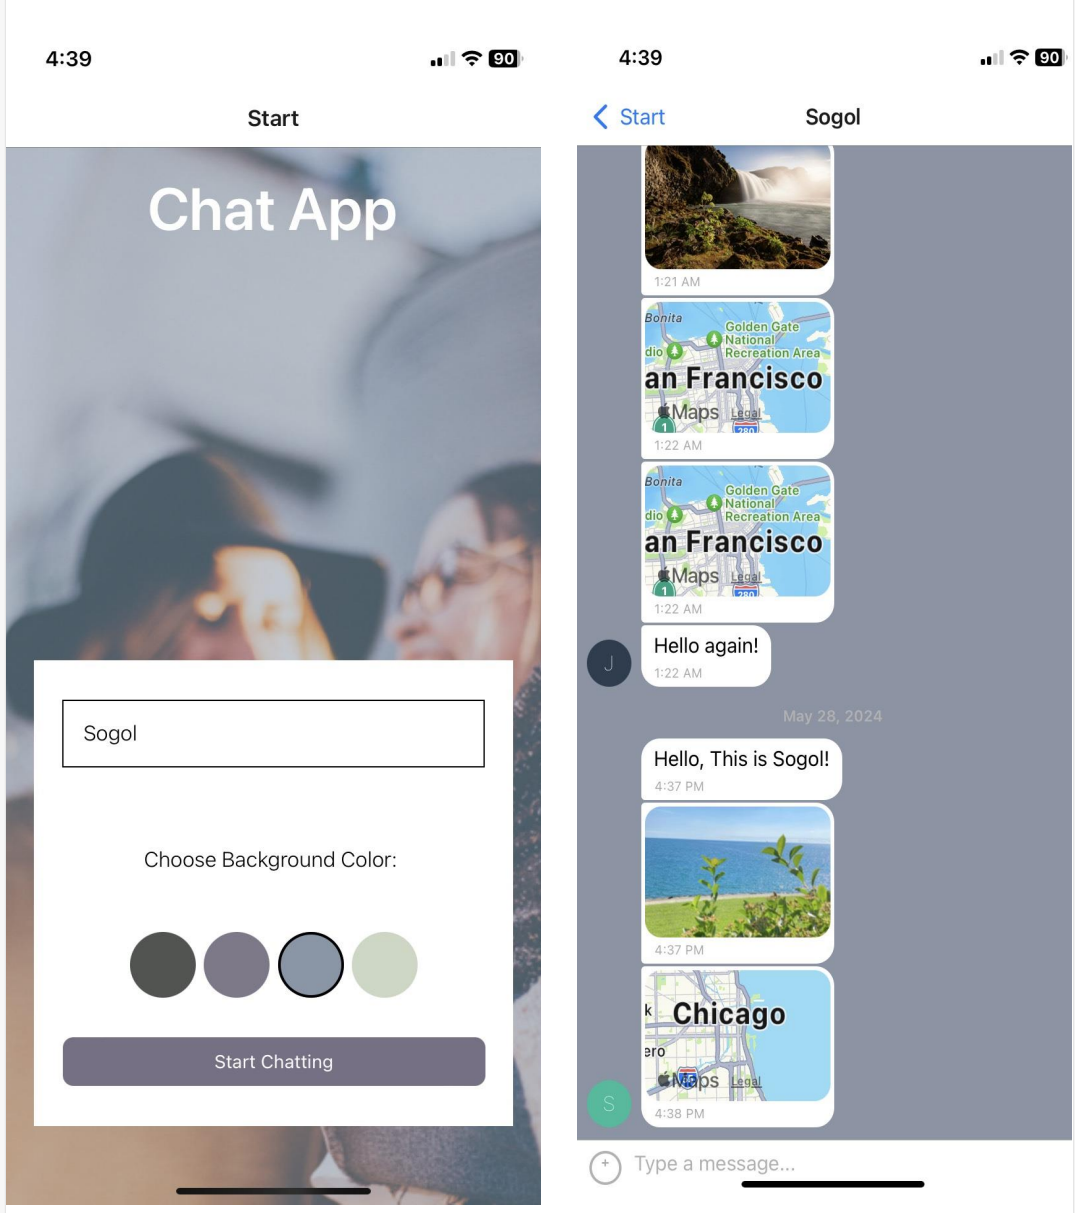 4:39
90
Start
Chat App
Sogol
Choose Background Color:
Start Chatting
4:39
90
Start
Sogol
1:21 AM
Bonita
Golden Gate
National
dio
Recreation Area
an Francisco
Maps
Legal
1
280
1:22 AM
Bonita
Golden Gate
National
dio
Recreation Area
an Francisco
Maps
Legal
1
280
1:22 AM
Hello again!
J
1:22 AM
May 28, 2024
Hello, This is Sogol!
4:37 PM
4:37 PM
k
Chicago
ero
Maps
Legal
S
4:38 PM
+
Type a message...